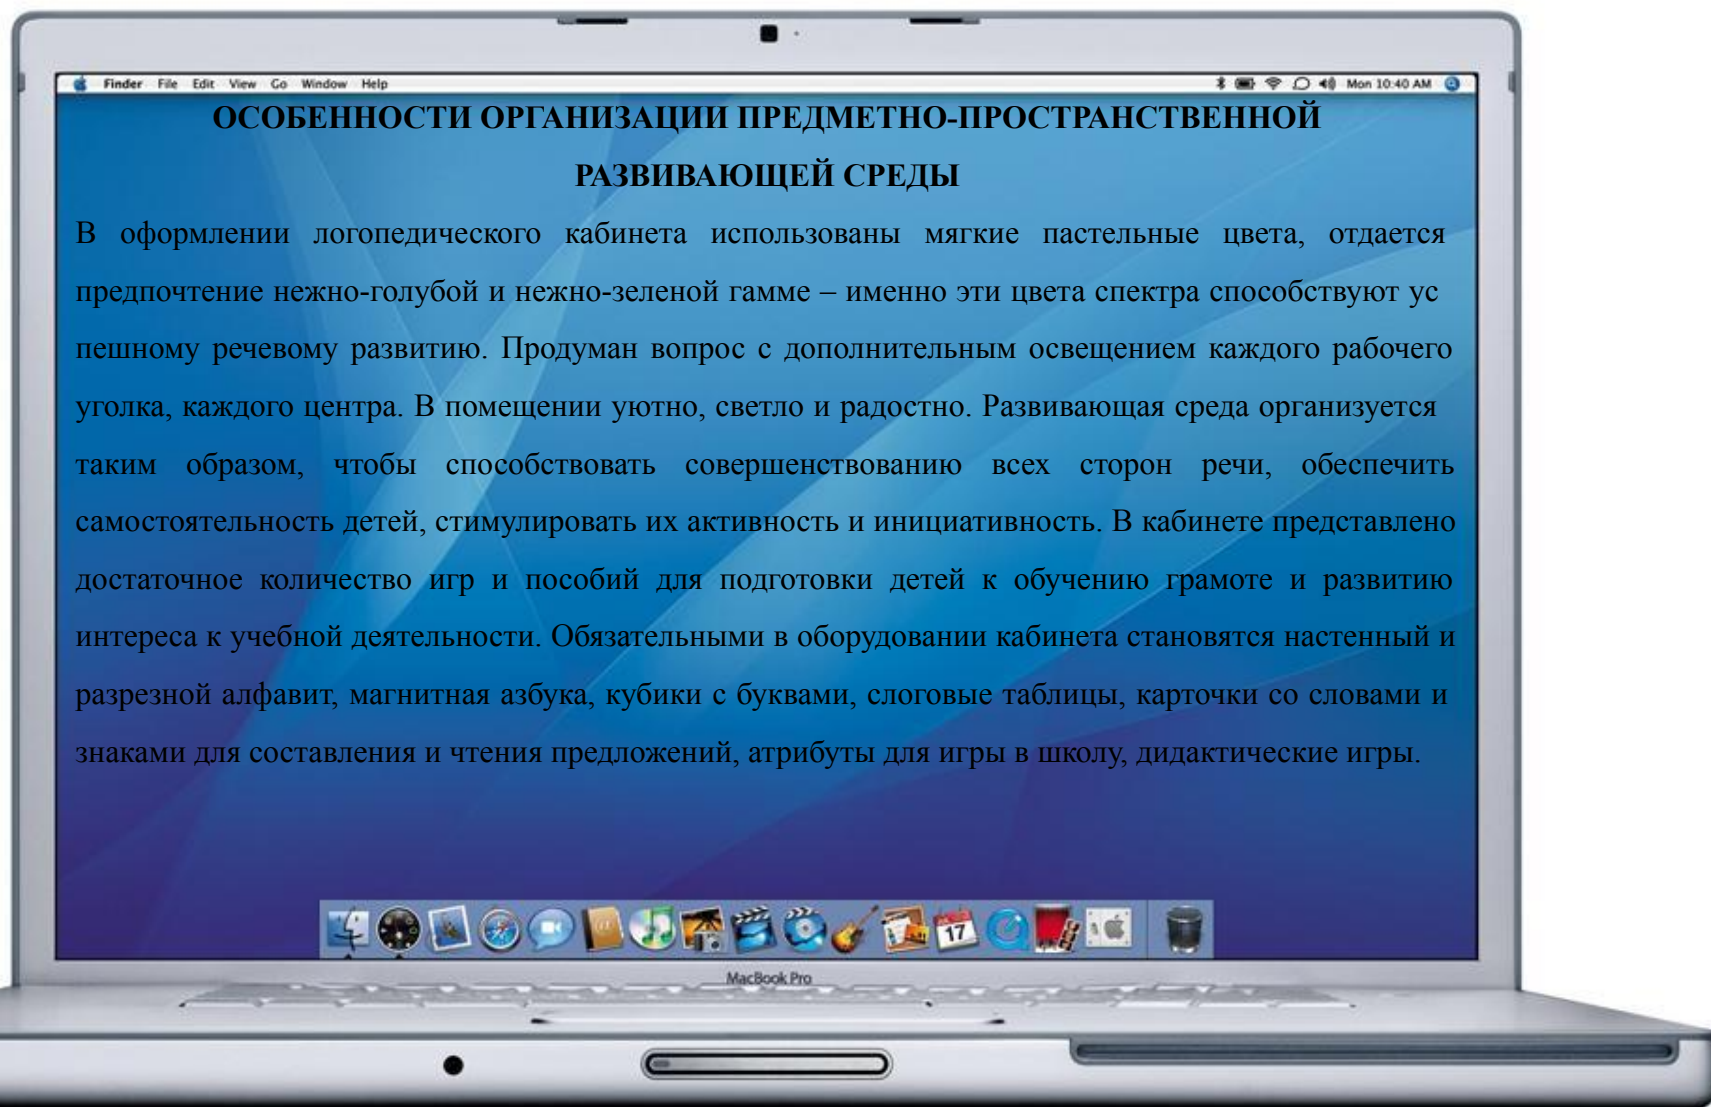 Finder File Edit View Go Window Help Mon 10:40 AM
ОСОБЕННОСТИ ОРГАНИЗАЦИИ ПРЕДМЕТНО-ПРОСТРАНСТВЕННОЙ
РАЗВИВАЮЩЕЙ СРЕДЫ
В оформлении логопедического кабинета использованы мягкие пастельные цвета, отдается
предпочтение нежно-голубой и нежно-зеленой гамме – именно эти цвета спектра способствуют ус
пешному речевому развитию. Продуман вопрос с дополнительным освещением каждого рабочего
уголка, каждого центра. В помещении уютно, светло и радостно. Развивающая среда организуется
таким образом, чтобы способствовать совершенствованию всех сторон речи, обеспечить
самостоятельность детей, стимулировать их активность и инициативность. В кабинете представлено
достаточное количество игр и пособий для подготовки детей к обучению грамоте и развитию
интереса к учебной деятельности. Обязательными в оборудовании кабинета становятся настенный и
разрезной алфавит, магнитная азбука, кубики с буквами, слоговые таблицы, карточки со словами и
знаками для составления и чтения предложений, атрибуты для игры в школу, дидактические игры.
17
MacBook Pro